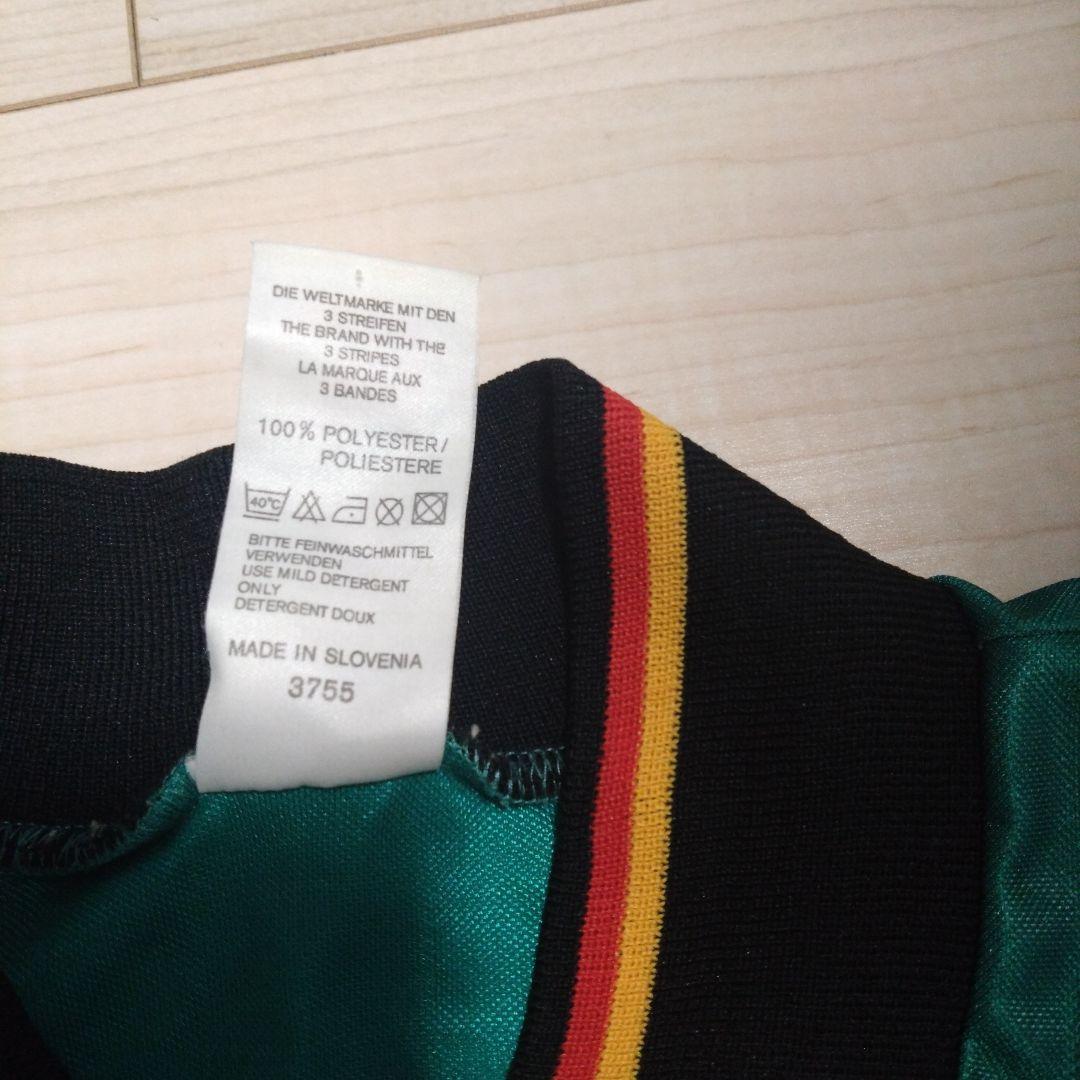 DIE WELTMARKE MIT DEN
3 STREIFEN
THE BRAND WITH THE
3 STRIPES
LA MARQUE AUX
3 BANDES
100% POLYESTER/
POLIESTERE
40°C
BITTE FEINWASCHMITTEL
VERWENDEN
USE MILD DETERGENT
ONLY
DETERGENT DOUX
MADE IN SLOVENIA
3755